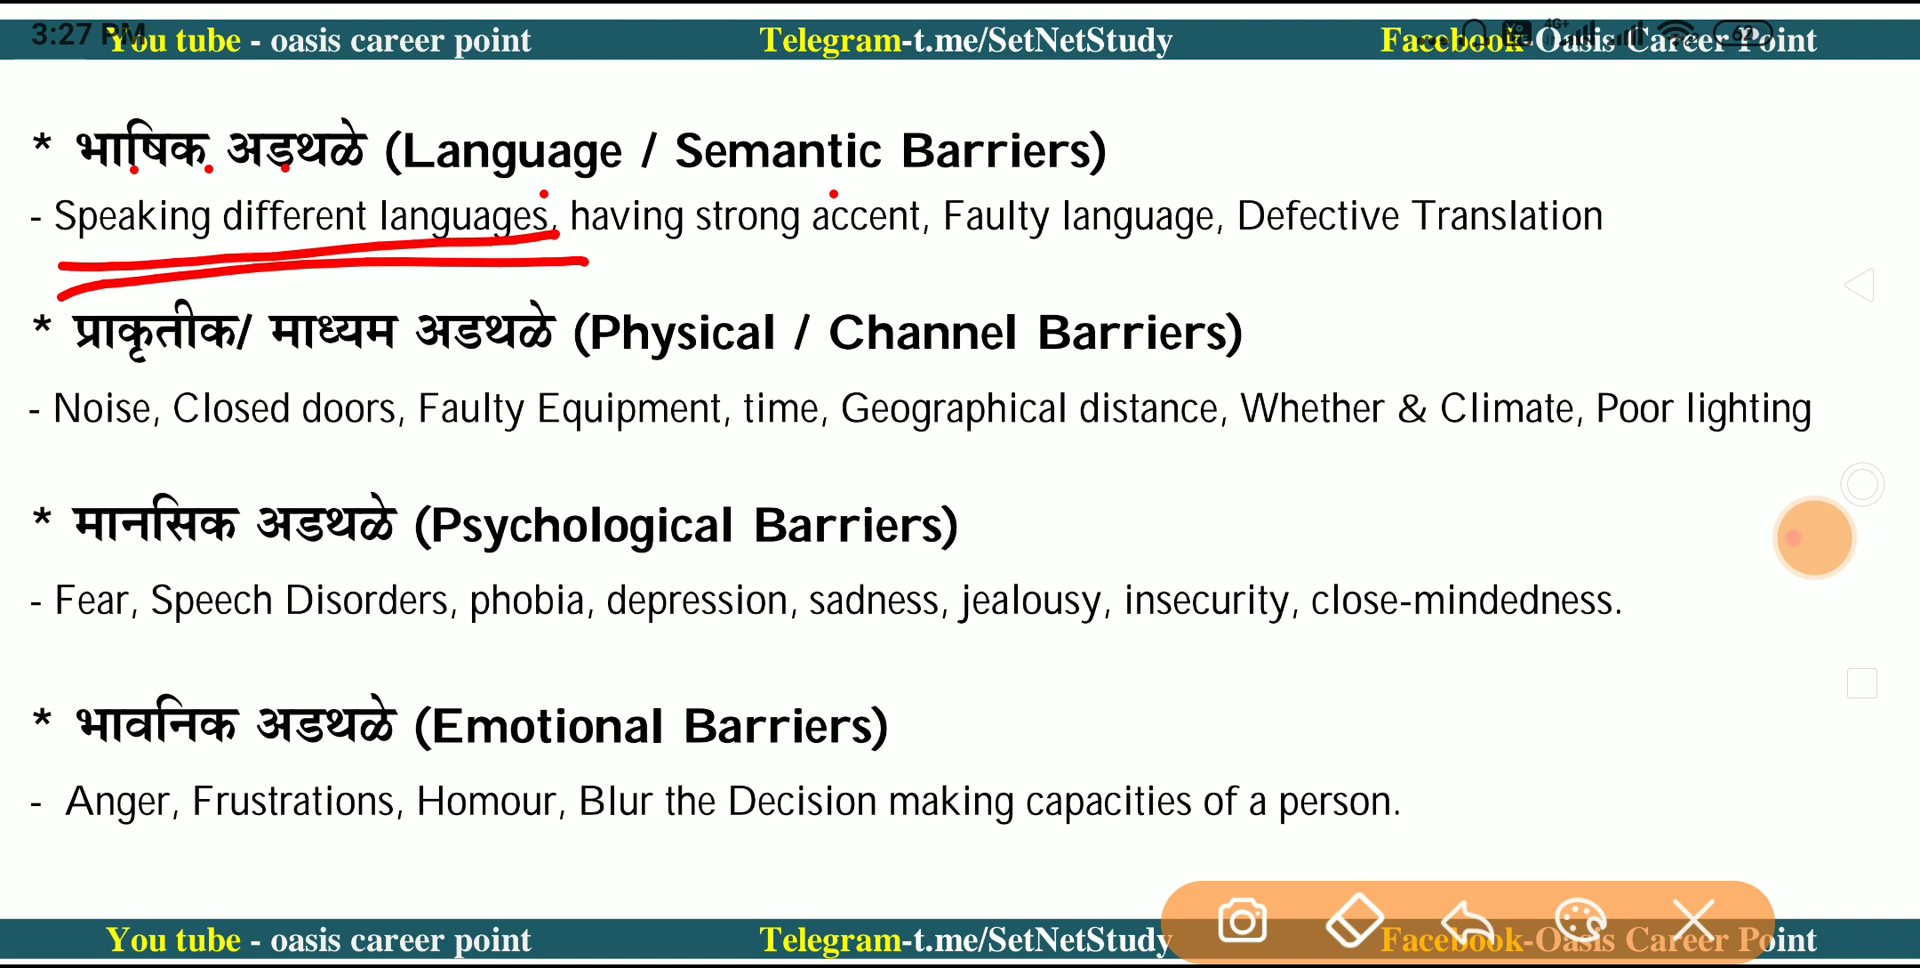 3:27 PM
You tube - oasis career point Telegram-t.me/SetNetStudy Facebook-Oasis Career Point
* भाषिक अडथळे (Language / Semantic Barriers)
- Speaking different languages, having strong accent, Faulty language, Defective Translation
* प्राकृतीक/ माध्यम अडथळे (Physical / Channel Barriers)
- Noise, Closed doors, Faulty Equipment, time, Geographical distance, Whether & Climate, Poor lighting
* मानसिक अडथळे (Psychological Barriers)
- Fear, Speech Disorders, phobia, depression, sadness, jealousy, insecurity, close-mindedness.
* भावनिक अडथळे (Emotional Barriers)
- Anger, Frustrations, Homour, Blur the Decision making capacities of a person.
You tube - oasis career point Telegram-t.me/SetNetStudy Facebook-Oasis Career Point